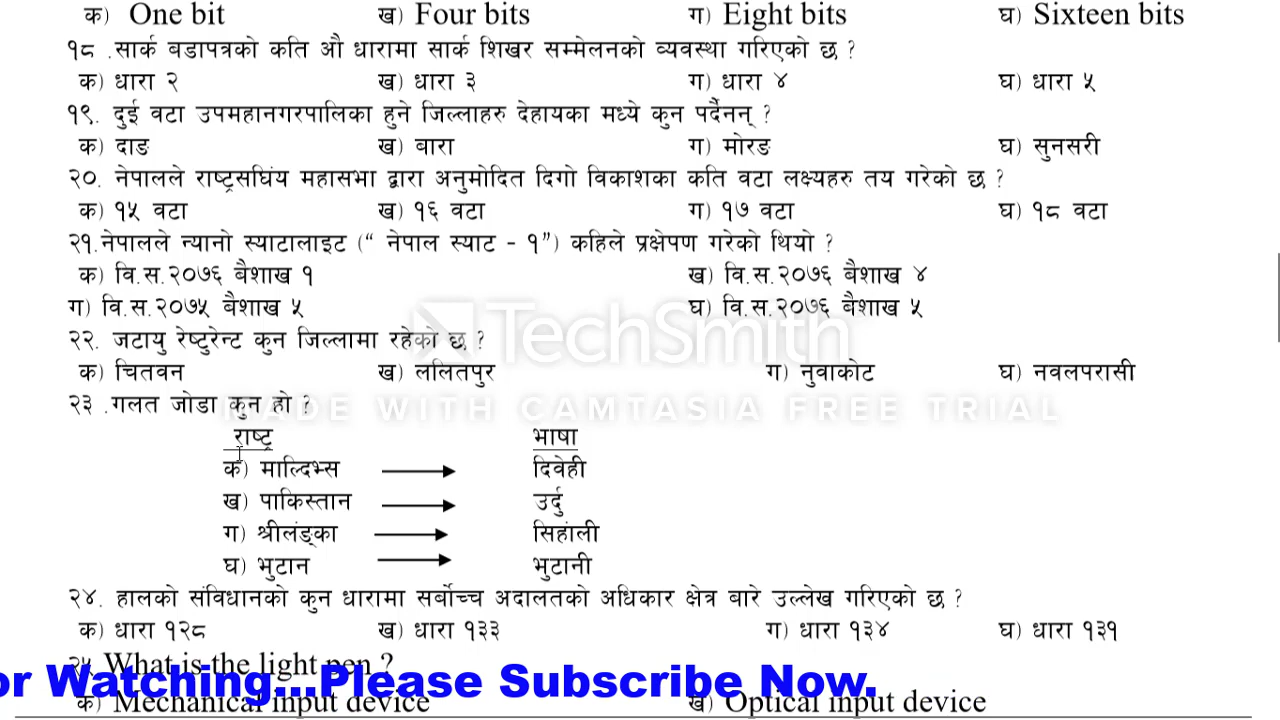 क) One bit ख) Four bits ग) Eight bits घ) Sixteen bits
१८ .सार्क बडापत्रको कति औ धारामा सार्क शिखर सम्मेलनको व्यवस्था गरिएको छ ?
क) धारा २ ख) धारा ३ ग) धारा ४ घ) धारा ५
१९. दुई वटा उपमहानगरपालिका हुने जिल्लाहरु देहायका मध्ये कुन पर्दैनन् ?
क) दाङ ख) बारा ग) मोरङ घ) सुनसरी
२०. नेपालले राष्ट्रसघिंय महासभा द्वारा अनुमोदित दिगो विकाशका कति वटा लक्ष्यहरु तय गरेको छ ?
क) १५ वटा ख) १६ वटा ग) १७ वटा घ) १८ वटा
२१.नेपालले न्यानो स्याटालाइट (“ नेपाल स्याट - १”) कहिले प्रक्षेपण गरेको थियो ?
क) वि.स.२०७६ बैशाख १ ख) वि.स.२०७६ बैशाख ४
ग) वि.स.२०७५ बैशाख ५ घ) वि.स.२०७६ बैशाख ५
TechSmith
२२. जटायु रेष्टुरेन्ट कुन जिल्लामा रहेको छ ?
क) चितवन ख) ललितपुर ग) नुवाकोट घ) नवलपरासी
२३ .गलत जोडा कुन हो ?
MADE WITH CAMTASIA FREE TRIAL
राष्ट्र भाषा
क) माल्दिभ्स दिवेही
ख) पाकिस्तान उर्दु
ग) श्रीलंङ्का सिहांली
घ) भुटान भुटानी
२४. हालको संविधानको कुन धारामा सर्बोच्च अदालतको अधिकार क्षेत्र बारे उल्लेख गरिएको छ ?
क) धारा १२८ ख) धारा १३३ ग) धारा १३४ घ) धारा १३१
२५ What is the light pen ?
or Watching...Please Subscribe Now.
क) Mechanical input device ख) Optical input device